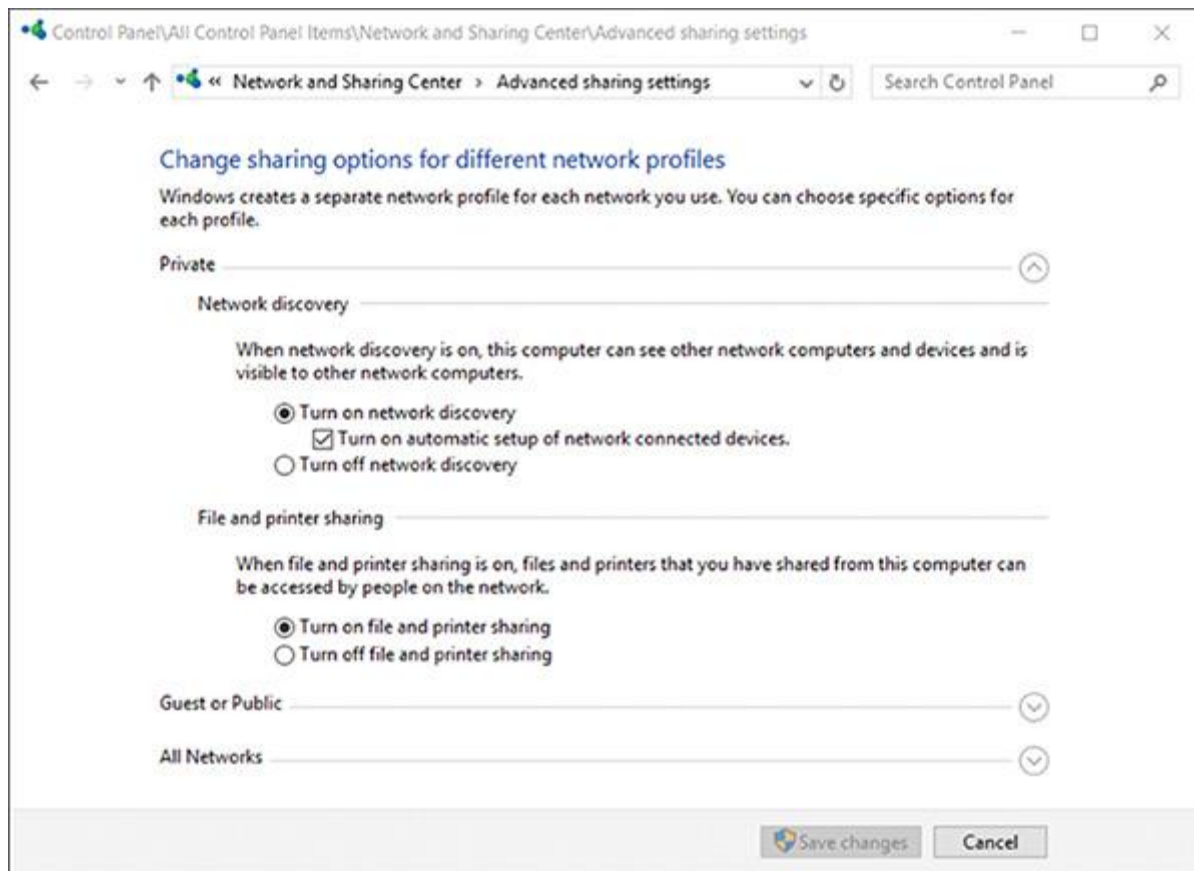 Control Panel\All Control Panel Items\Network and Sharing Center\Advanced sharing settings
« Network and Sharing Center › Advanced sharing settings
Search Control Panel
Change sharing options for different network profiles
Windows creates a separate network profile for each network you use. You can choose specific options for
each profile.
Private
Network discovery
When network discovery is on, this computer can see other network computers and devices and is
visible to other network computers.
Turn on network discovery
Turn on automatic setup of network connected devices.
Turn off network discovery
File and printer sharing
When file and printer sharing is on, files and printers that you have shared from this computer can
be accessed by people on the network.
Turn on file and printer sharing
Turn off file and printer sharing
Guest or Public
All Networks
Save changes
Cancel